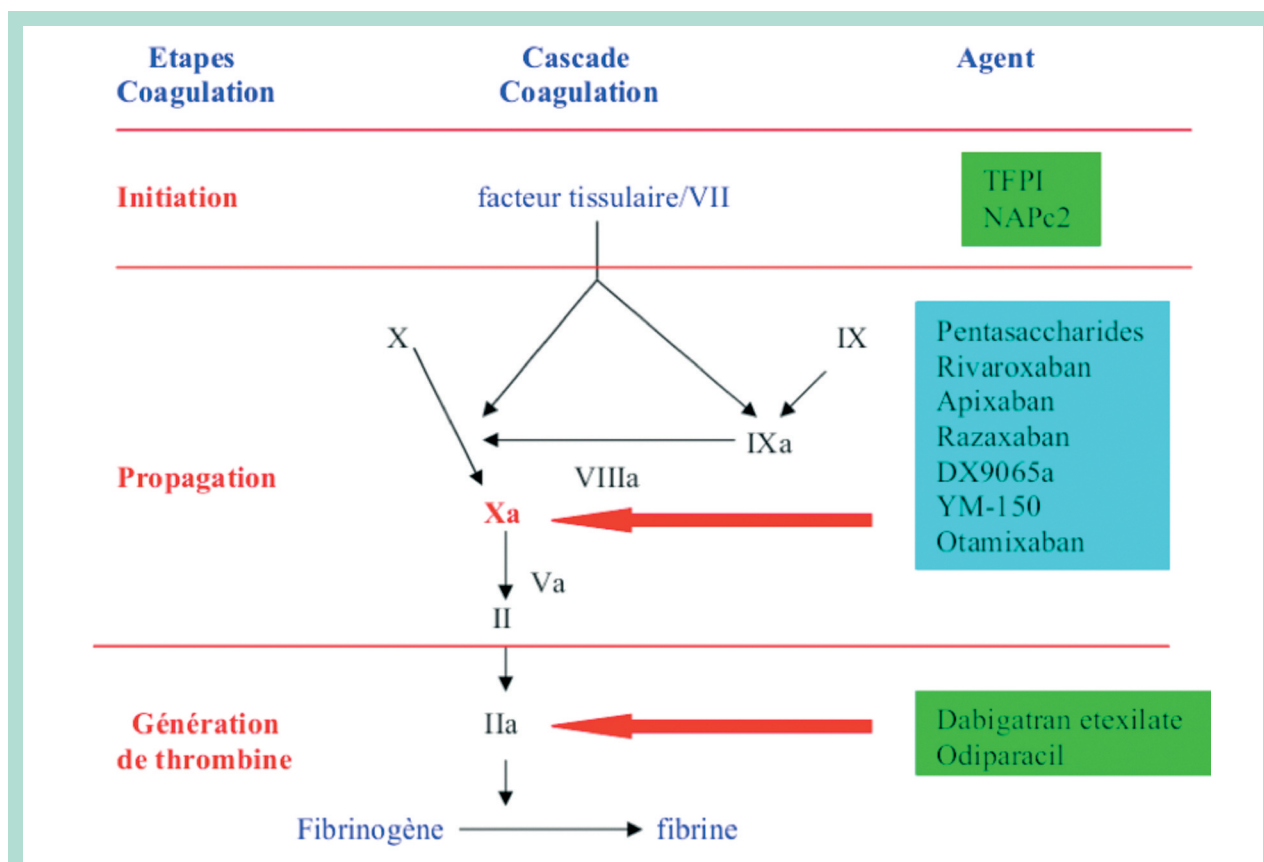 Etapes
Coagulation
Cascade
Coagulation
Agent
Initiation
facteur tissulaire/VII
TFPI
NAPc2
Propagation
X
IX
IXa
VIIIa
Xa
Va
II
Pentasaccharides
Rivaroxaban
Apixaban
Razaxaban
DX9065a
YM-150
Otamixaban
Génération
de thrombine
IIa
Fibrinogène
fibrine
Dabigatran etexilate
Odiparacil